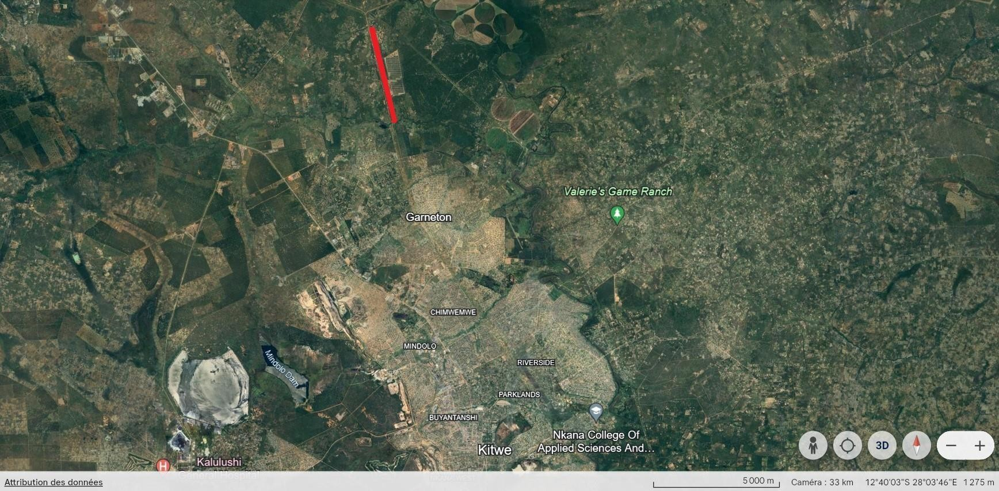 Valerie's Game Ranch
Garneton
CHIMWEMWE
MINDOLO
Mindolo Dam
RIVERSIDE
PARKLANDS
BUYANTANSHI
Nkana College Of
Applied Sciences And...
Kitwe
3D
H
Kalulushi
General Hospital
NKANA WEST
Attribution des données
5 000 m
Caméra : 33 km
12°40'03"S 28°03'46"E
1 275 m